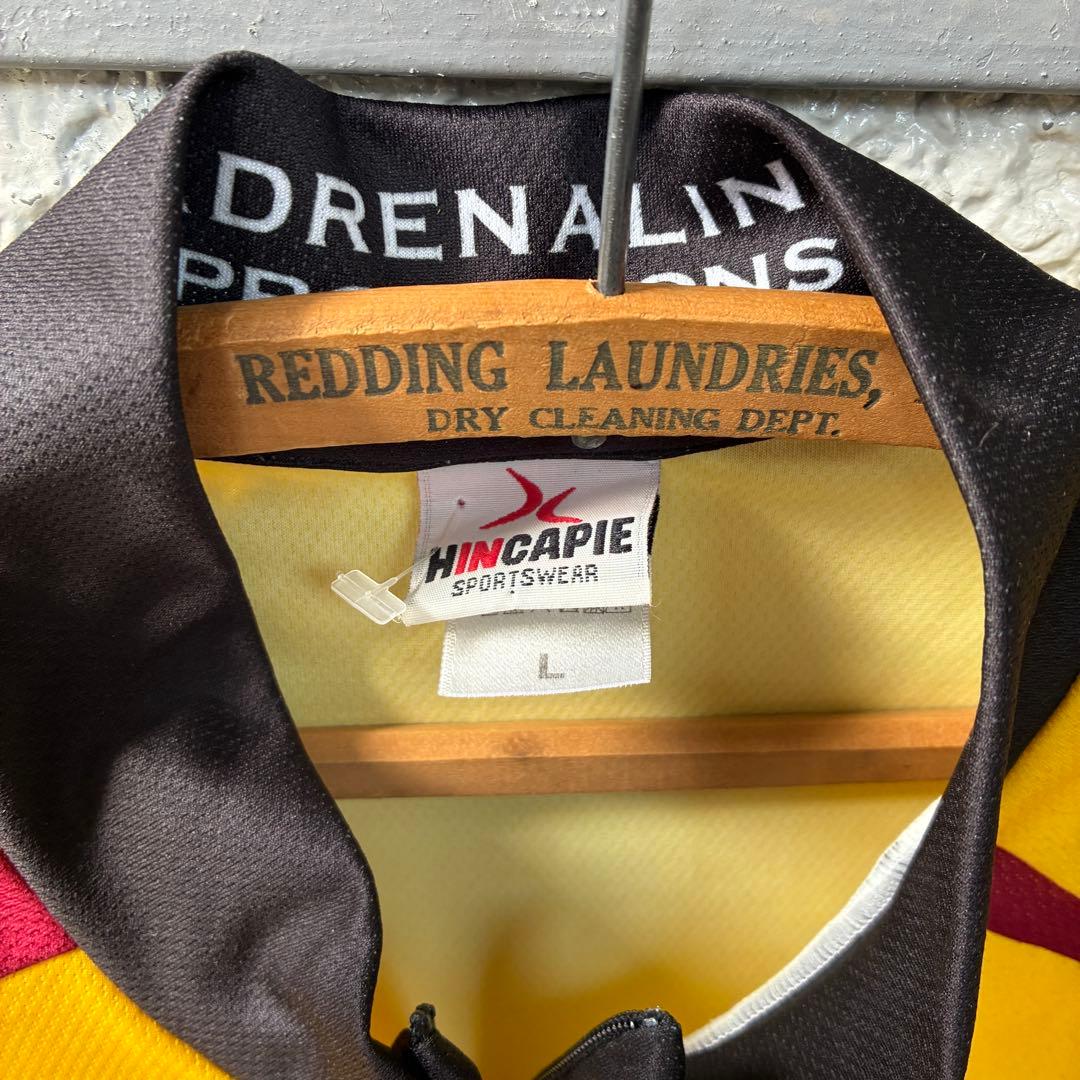 ADRENALIN
REDDING LAUNDRIES,
DRY CLEANING DEPT.
HINCAPIE
SPORTSWEAR
L